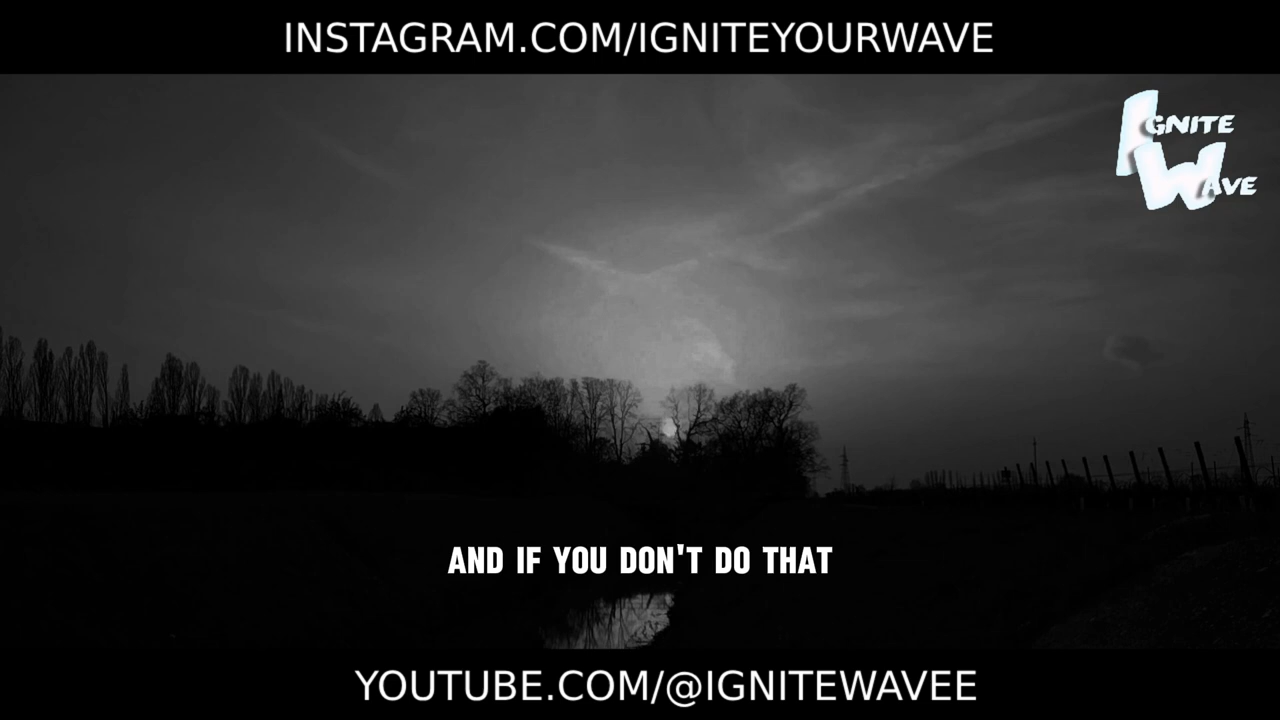 INSTAGRAM.COM/IGNITEYOURWAVE
IGNITE
WAVE
AND IF YOU DON'T DO THAT
YOUTUBE.COM/@IGNITEWAVEE